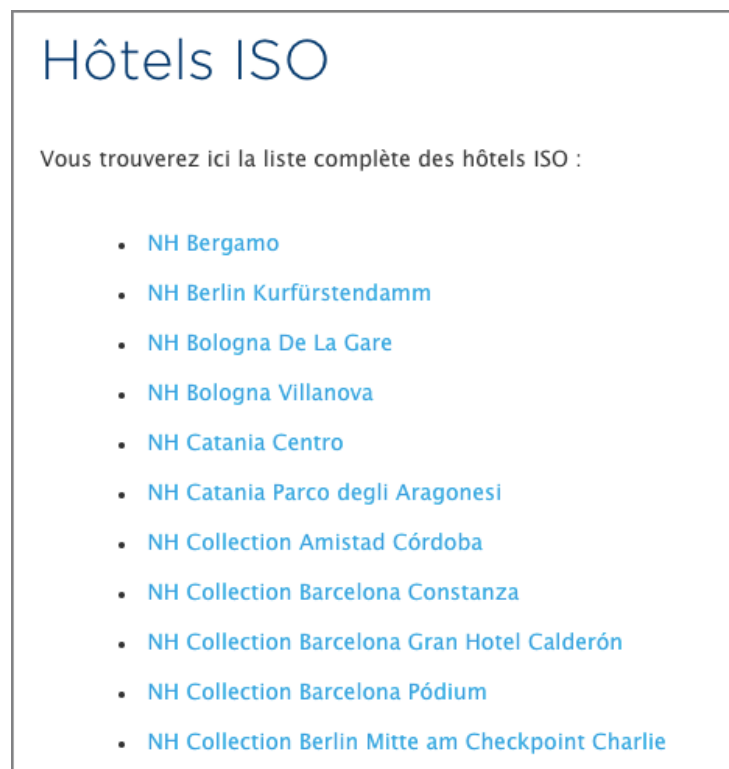 Hôtels ISO
Vous trouverez ici la liste complète des hôtels ISO :
• NH Bergamo
• NH Berlin Kurfürstendamm
• NH Bologna De La Gare
• NH Bologna Villanova
• NH Catania Centro
• NH Catania Parco degli Aragonesi
• NH Collection Amistad Córdoba
• NH Collection Barcelona Constanza
• NH Collection Barcelona Gran Hotel Calderón
• NH Collection Barcelona Pódium
• NH Collection Berlin Mitte am Checkpoint Charlie